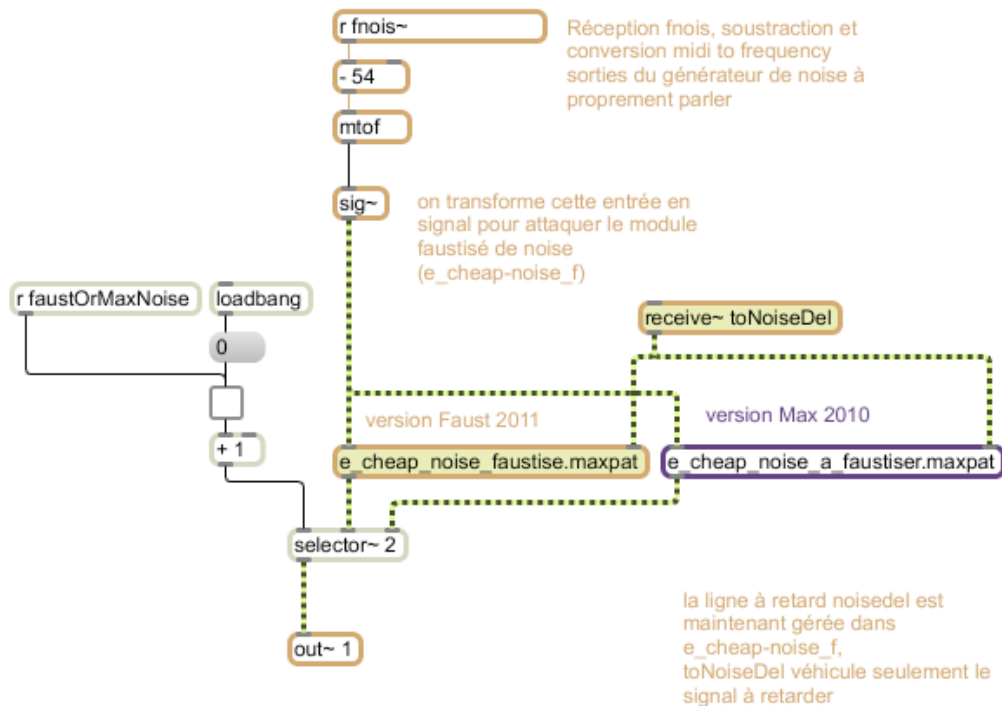 r fnois~
Réception fnois, soustraction et
conversion midi to frequency
sorties du générateur de noise à
proprement parler
- 54
mtof
sig~
on transforme cette entrée en
signal pour attaquer le module
faustisé de noise
(e_cheap-noise_f)
r faustOrMaxNoise
loadbang
receive~ toNoiseDel
0
version Faust 2011
version Max 2010
+ 1
e_cheap_noise_faustise.maxpat
e_cheap_noise_a_faustiser.maxpat
selector~ 2
out~ 1
la ligne à retard noisedel est
maintenant gérée dans
e_cheap-noise_f,
toNoiseDel véhicule seulement le
signal à retarder